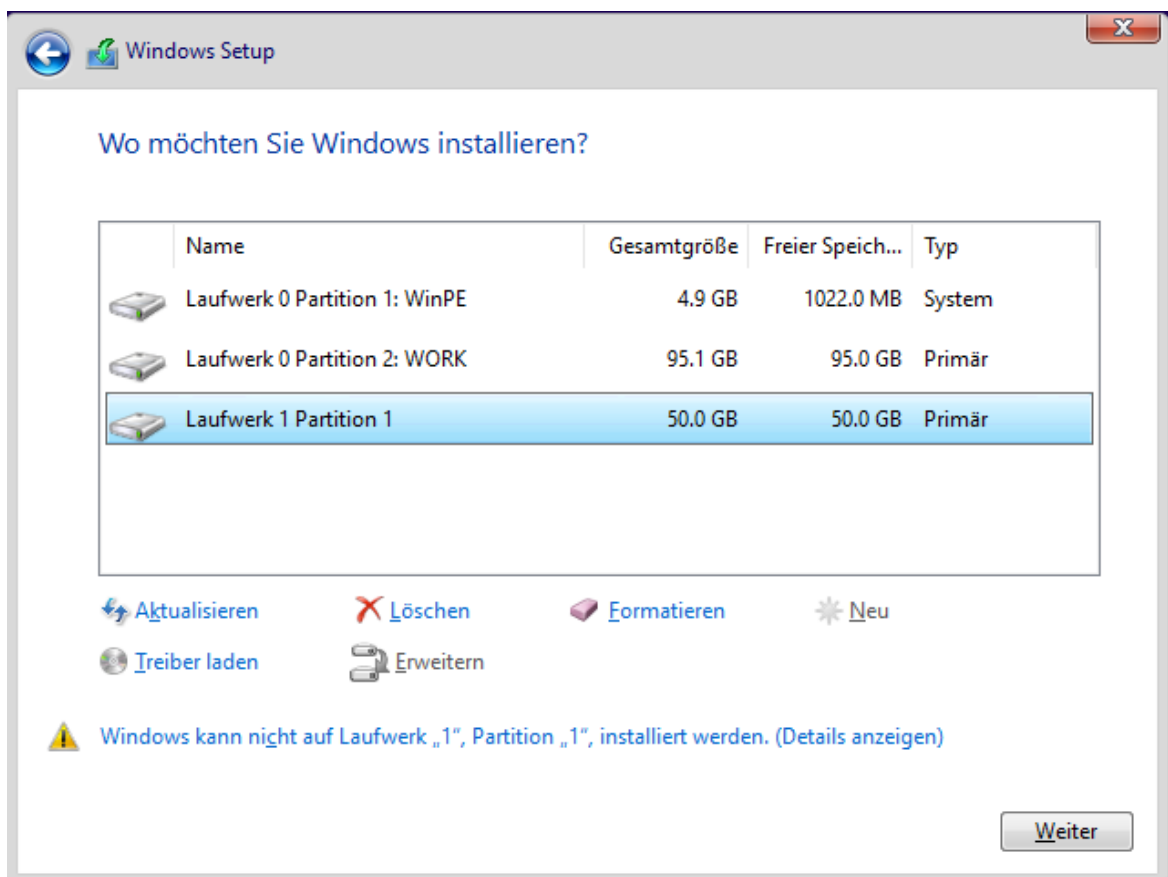 Windows Setup
Wo möchten Sie Windows installieren?
Name Gesamtgröße Freier Speich... Typ
Laufwerk 0 Partition 1: WinPE 4.9 GB 1022.0 MB System
Laufwerk 0 Partition 2: WORK 95.1 GB 95.0 GB Primär
Laufwerk 1 Partition 1 50.0 GB 50.0 GB Primär
Aktualisieren Löschen Formatieren Neu
Treiber laden Erweitern
Windows kann nicht auf Laufwerk „1“, Partition „1“, installiert werden. (Details anzeigen)
Weiter